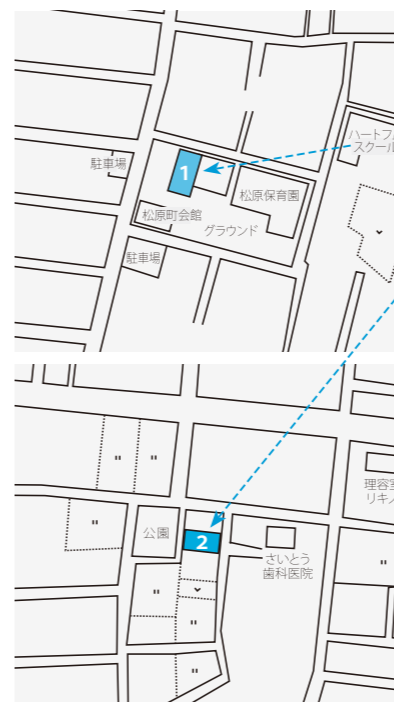 ハートフ
スクール
駐車場
1
松原保育園
松原町会館
グラウンド
駐車場
理容室
リキ
公園
2
さいとう
歯科医院